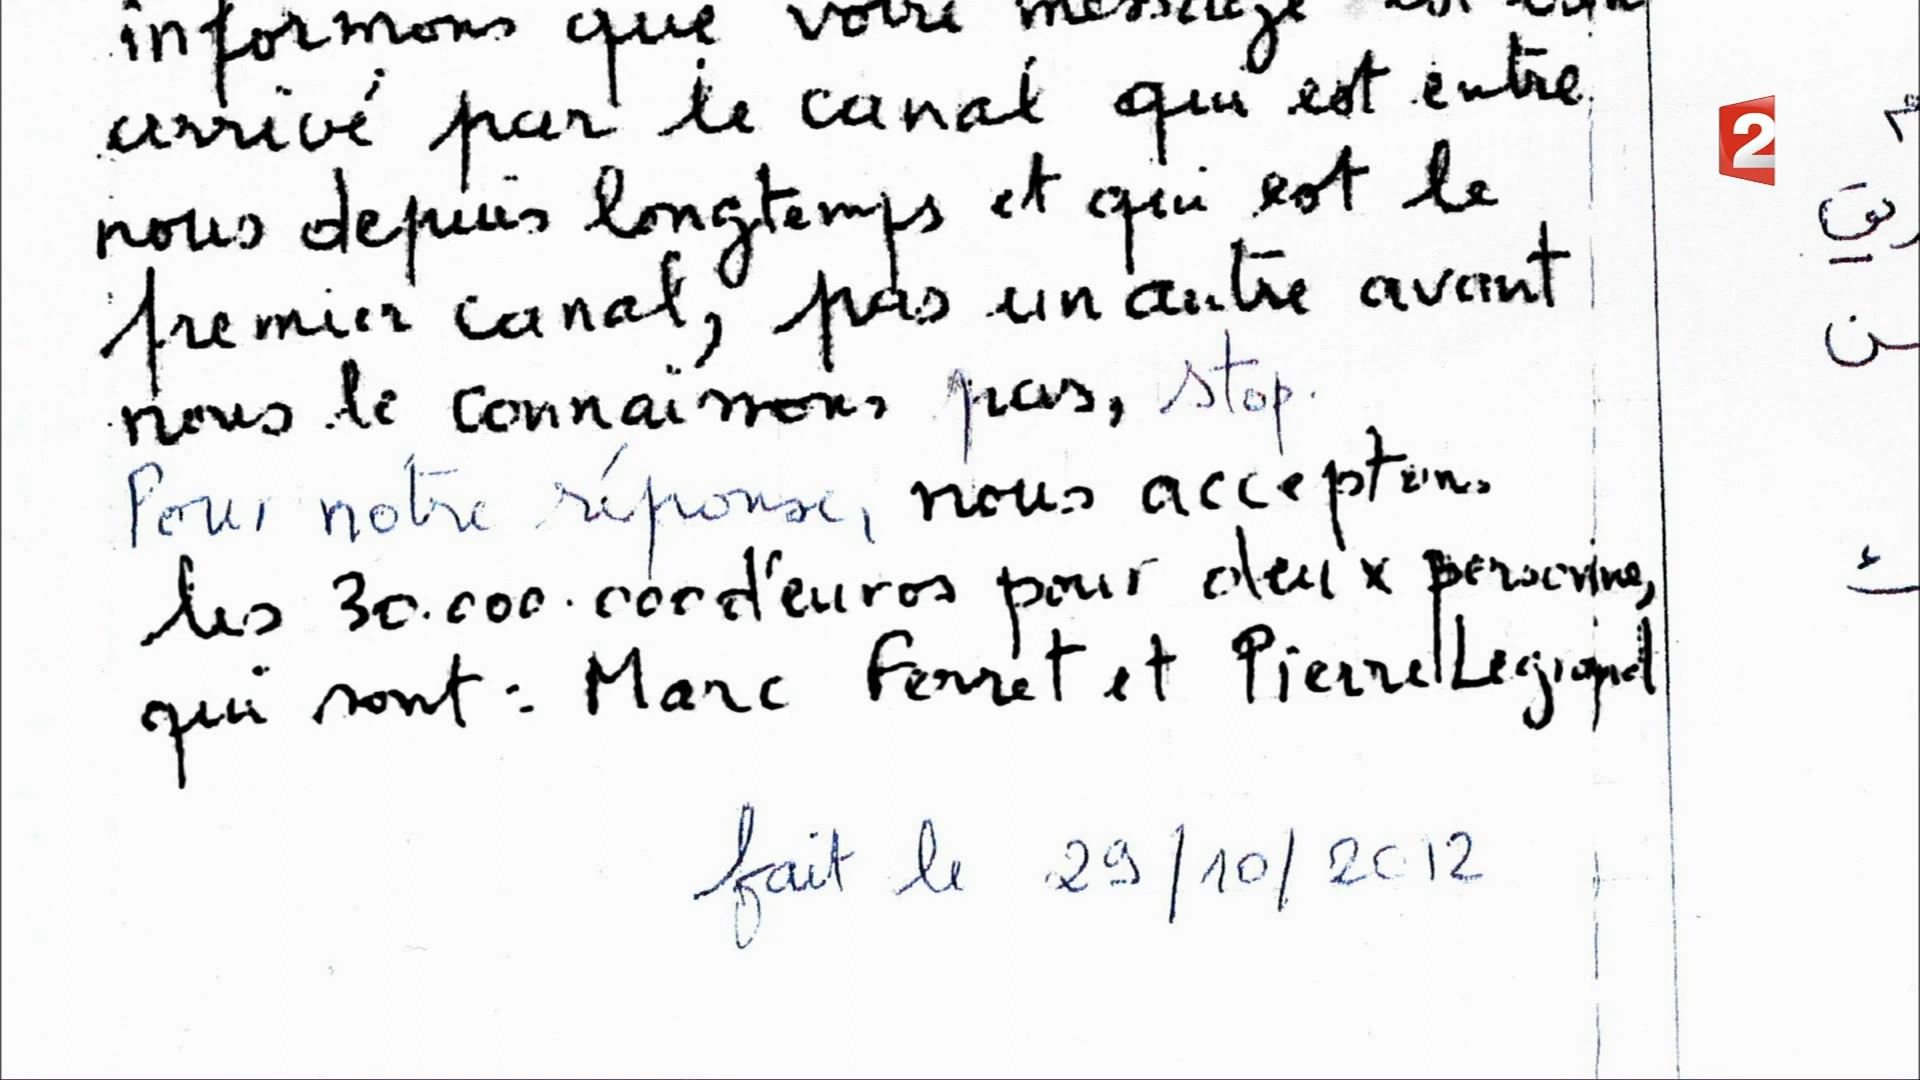 informons que votre message est bien
arrivé par le canal qui est entre
nous depuis longtemps et qui est le
premier canal, pas un autre avant
nous le connaissons pas, stop.
Pour notre réponse, nous acceptons
les 30.000.000 d'euros pour deux personnes,
qui sont : Marc Ferret et Pierre Legrand
fait le 29/10/2012
2